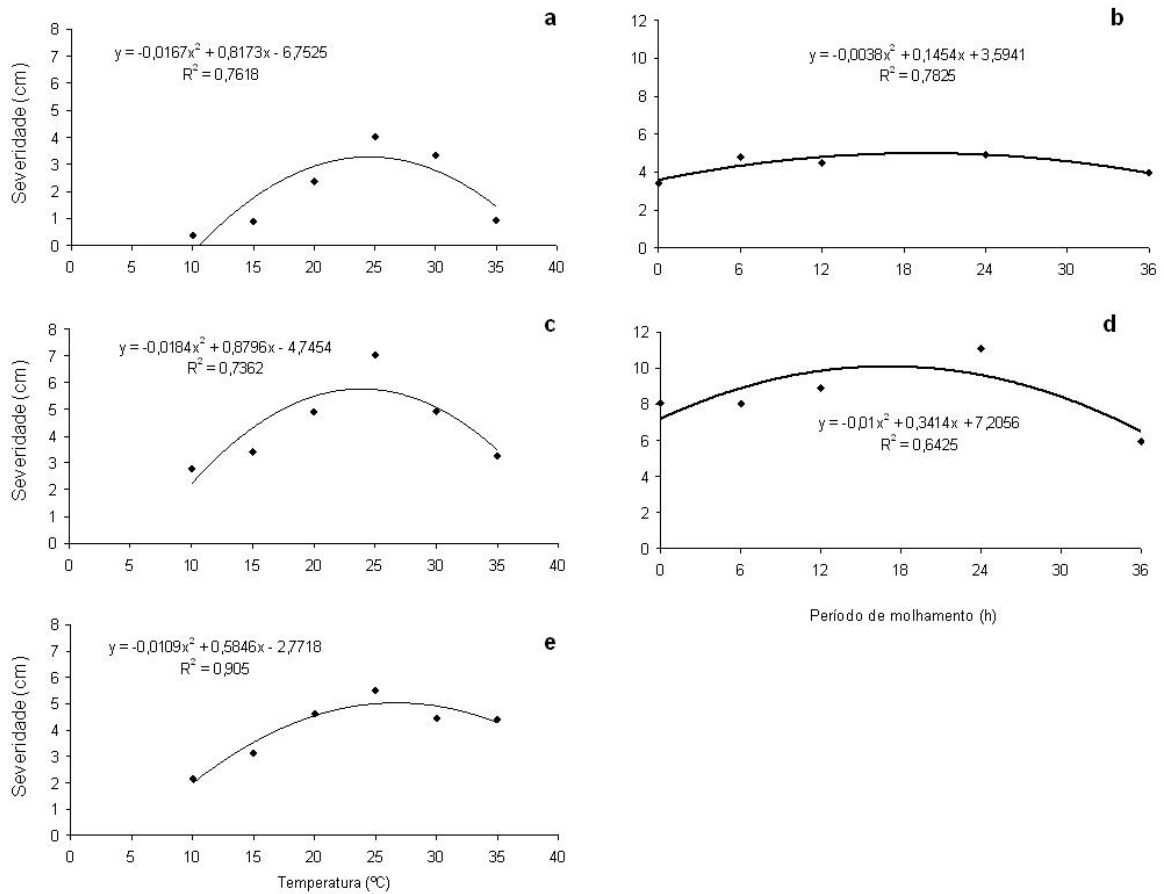 a
8
7
6
5
4
3
2
1
0
Severidade (cm)
y = -0,0167x² + 0,8173x - 6,7525
R² = 0,7618
0 5 10 15 20 25 30 35 40
b
12
10
8
6
4
2
0
y = -0,0038x² + 0,1454x + 3,5941
R² = 0,7825
0 6 12 18 24 30 36
c
8
7
6
5
4
3
2
1
0
Severidade (cm)
y = -0,0184x² + 0,8796x - 4,7454
R² = 0,7362
0 5 10 15 20 25 30 35 40
d
12
10
8
6
4
2
0
y = -0,01x² + 0,3414x + 7,2056
R² = 0,6425
0 6 12 18 24 30 36
Período de molhamento (h)
e
8
7
6
5
4
3
2
1
0
Severidade (cm)
y = -0,0109x² + 0,5846x - 2,7718
R² = 0,905
0 5 10 15 20 25 30 35 40
Temperatura (ºC)